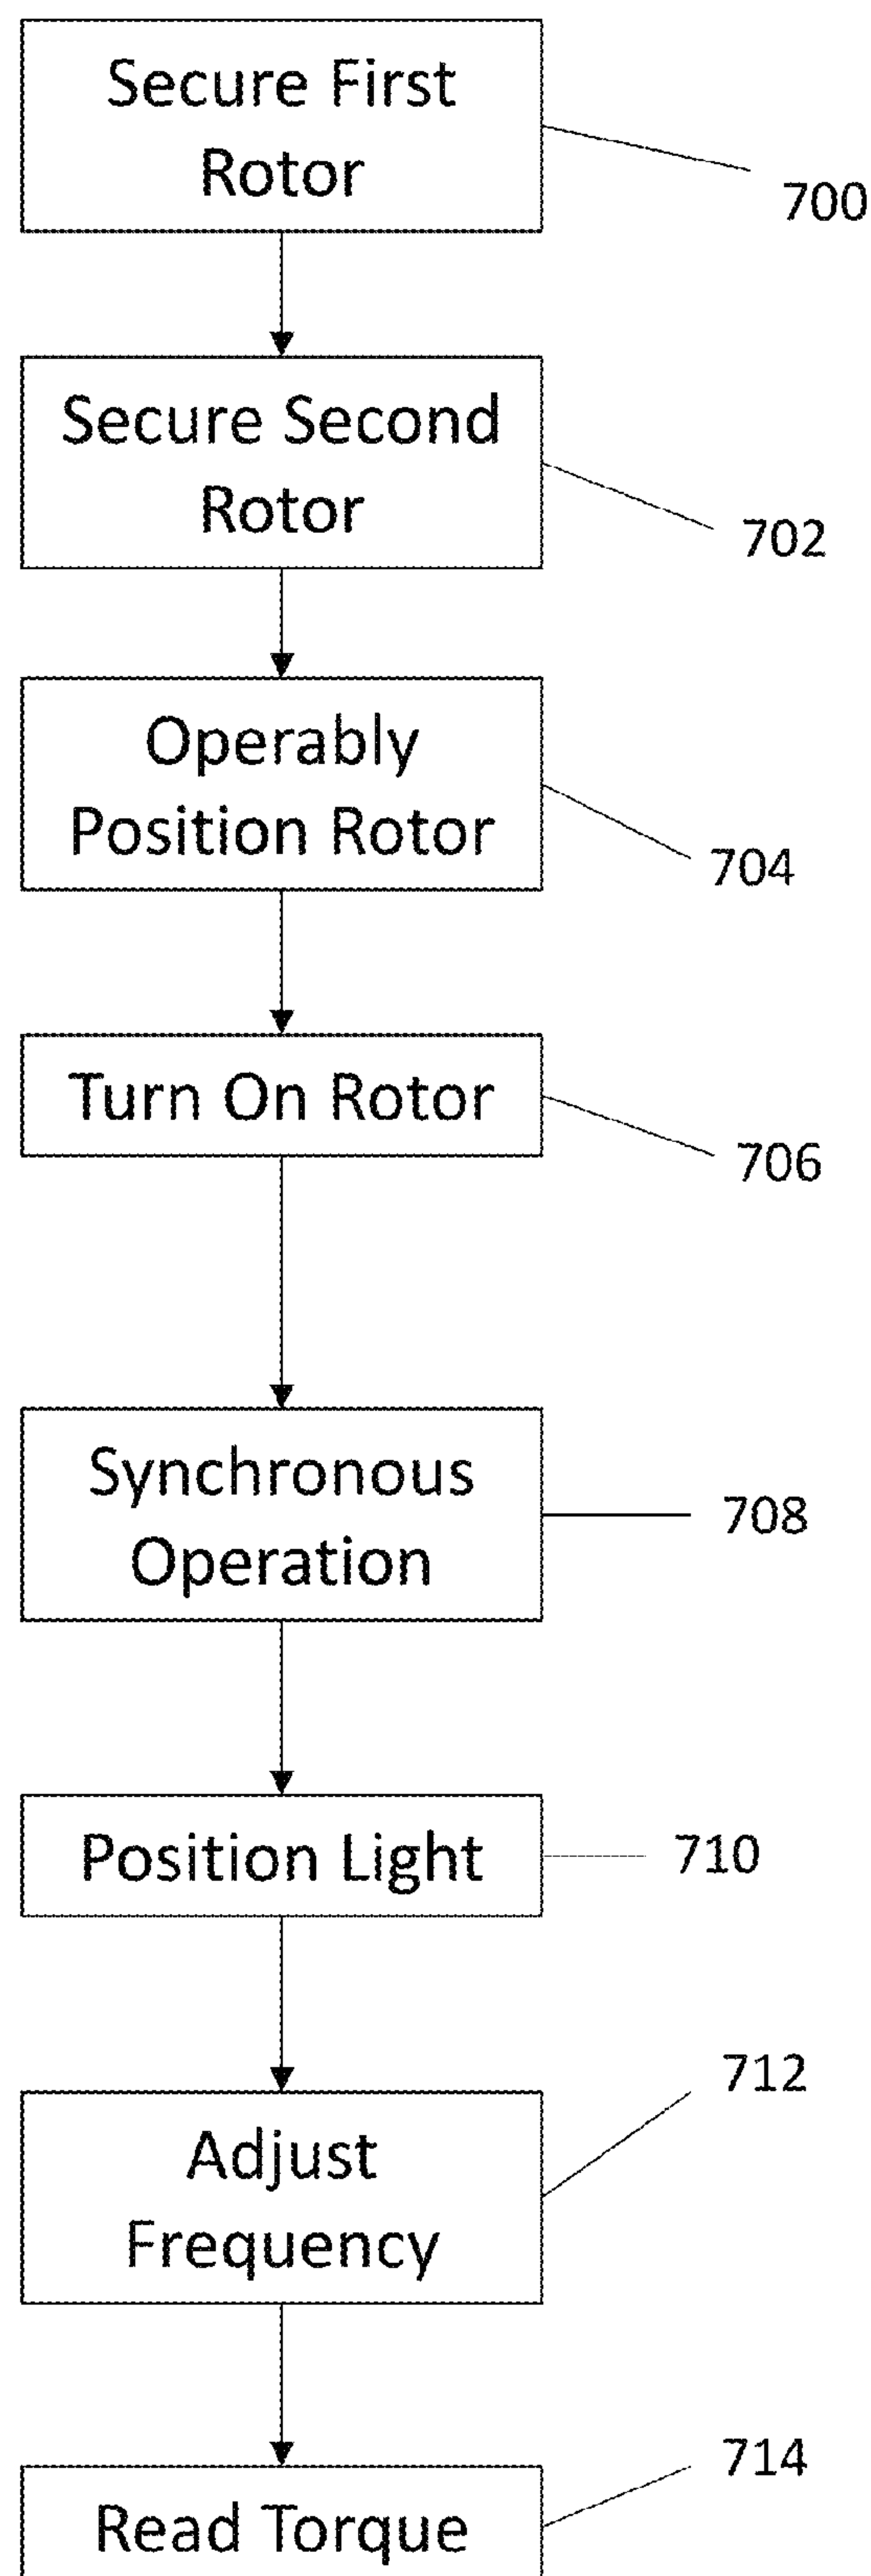 Secure First
Rotor
700
Secure Second
Rotor
702
Operably
Position Rotor
704
Turn On Rotor
706
Synchronous
Operation
708
Position Light
710
712
Adjust
Frequency
714
Read Torque